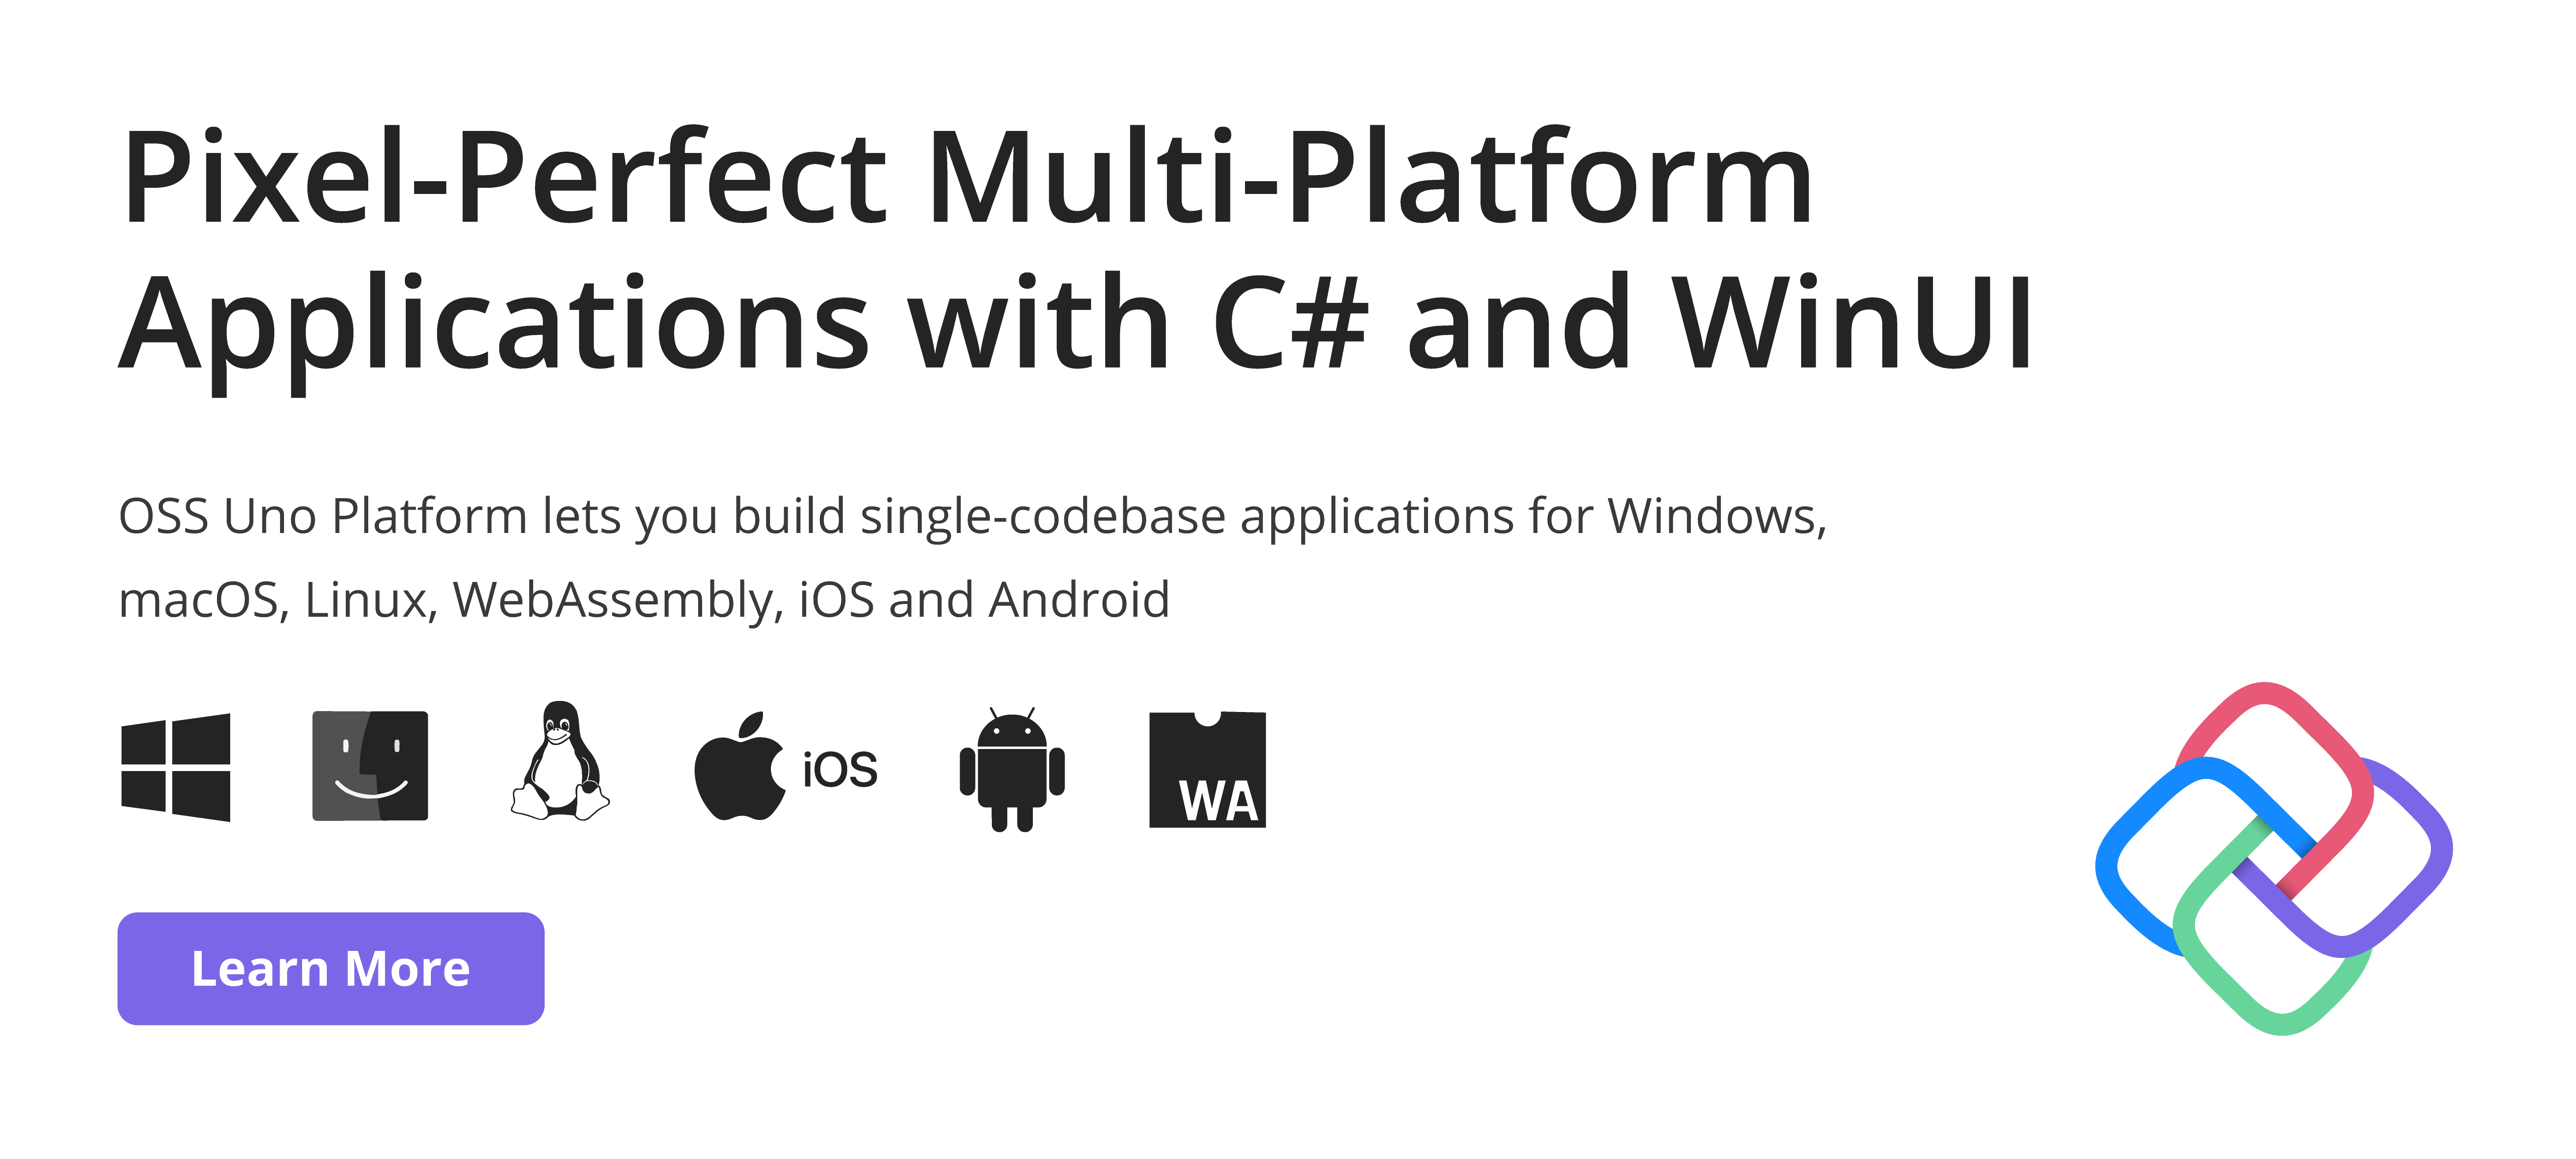 Pixel-Perfect Multi-Platform
Applications with C# and WinUI
OSS Uno Platform lets you build single-codebase applications for Windows,
macOS, Linux, WebAssembly, iOS and Android
iOS
WA
Learn More